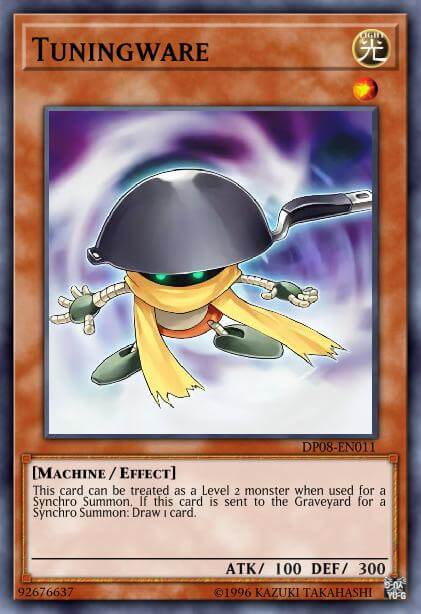 TUNINGWARE
LIGHT
光
DP08-EN011
[MACHINE / EFFECT]
This card can be treated as a Level 2 monster when used for a
Synchro Summon. If this card is sent to the Graveyard for a
Synchro Summon: Draw 1 card.
ATK/ 100 DEF/ 300
92676637
©1996 KAZUKI TAKAHASHI